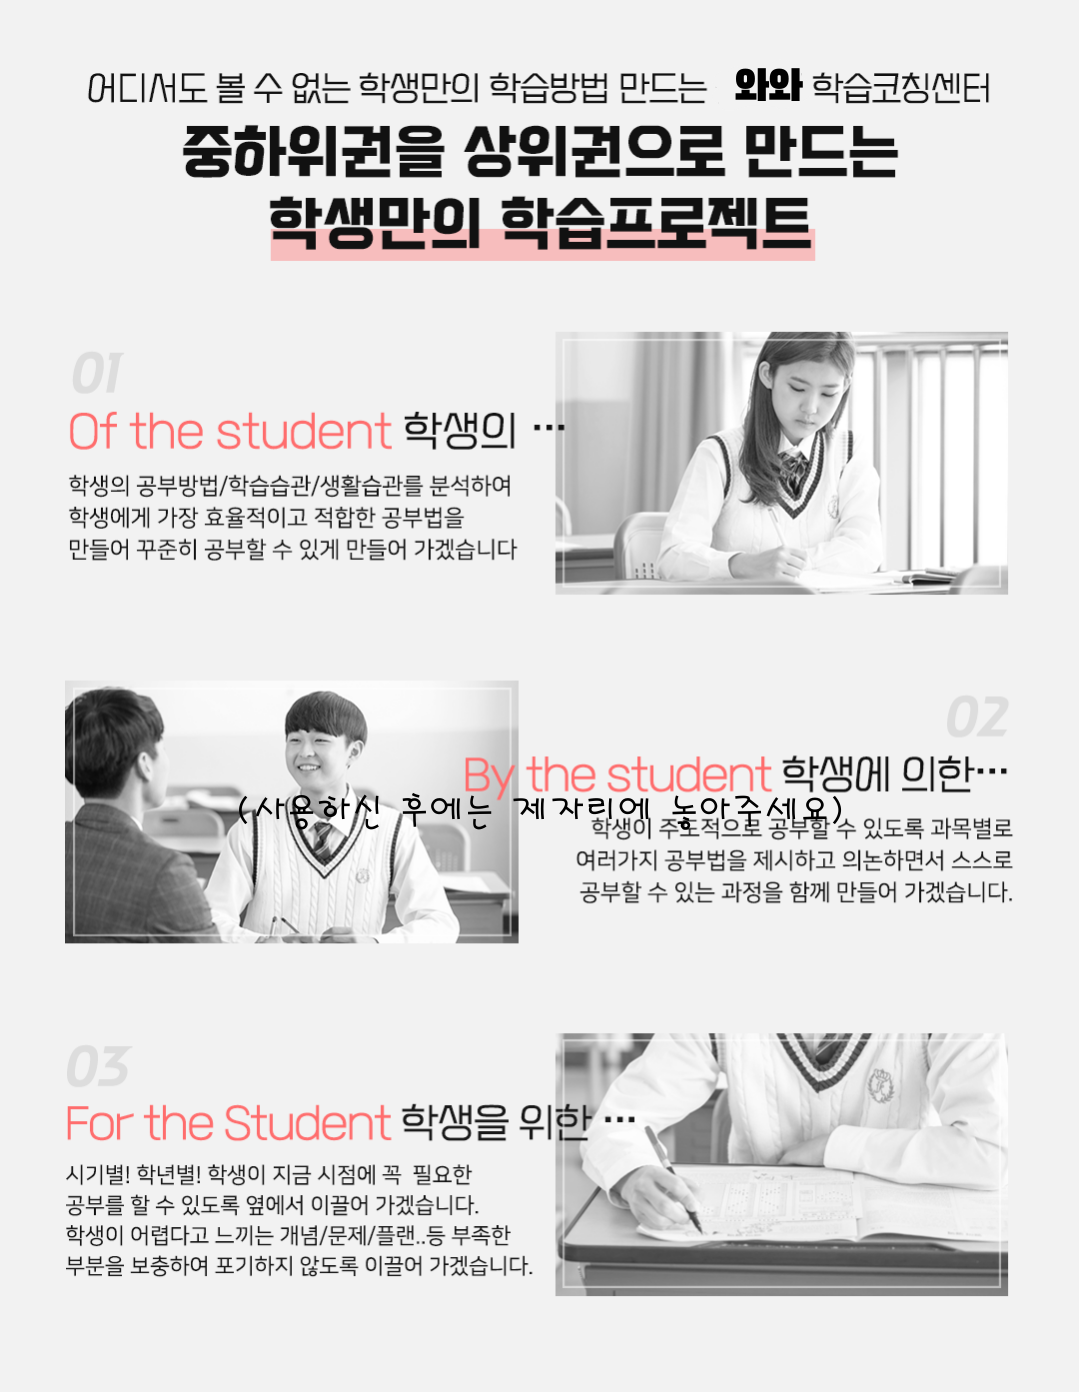 어디서도 볼 수 없는 학생만의 학습방법 만드는 와와 학습코칭센터
중하위권을 상위권으로 만드는
학생만의 학습프로젝트
01
Of the student 학생의 ···
학생의 공부방법/학습습관/생활습관를 분석하여
학생에게 가장 효율적이고 적합한 공부법을
만들어 꾸준히 공부할 수 있게 만들어 가겠습니다
02
By the student 학생에 의한···
(사용하신 후에는 제자리에 놓아주세요)
학생이 주도적으로 공부할 수 있도록 과목별로
여러가지 공부법을 제시하고 의논하면서 스스로
공부할 수 있는 과정을 함께 만들어 가겠습니다.
03
For the Student 학생을 위한 ···
시기별! 학년별! 학생이 지금 시점에 꼭 필요한
공부를 할 수 있도록 옆에서 이끌어 가겠습니다.
학생이 어렵다고 느끼는 개념/문제/플랜..등 부족한
부분을 보충하여 포기하지 않도록 이끌어 가겠습니다.